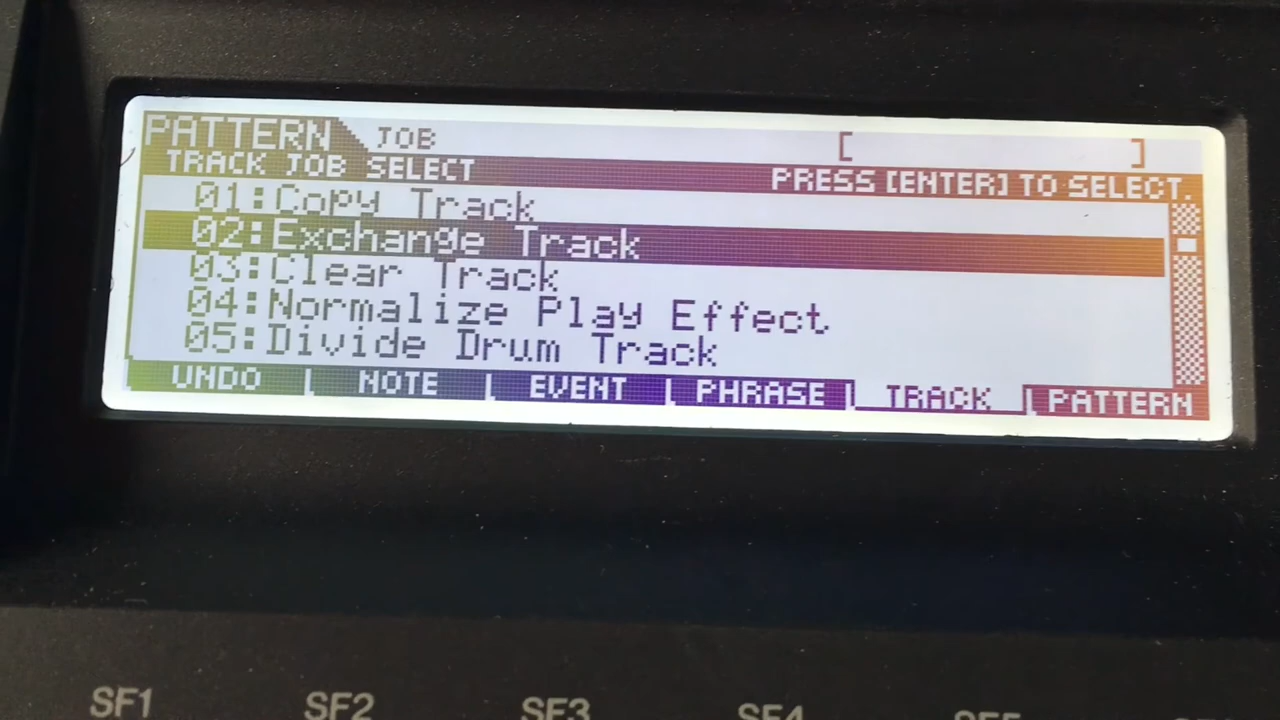 PATTERN JOB [ ]
TRACK JOB SELECT PRESS [ENTER] TO SELECT.
01:Copy Track
02:Exchange Track
03:Clear Track
04:Normalize Play Effect
05:Divide Drum Track
UNDO NOTE EVENT PHRASE TRACK PATTERN
SF1 SF2 SF3 SF4 SF5